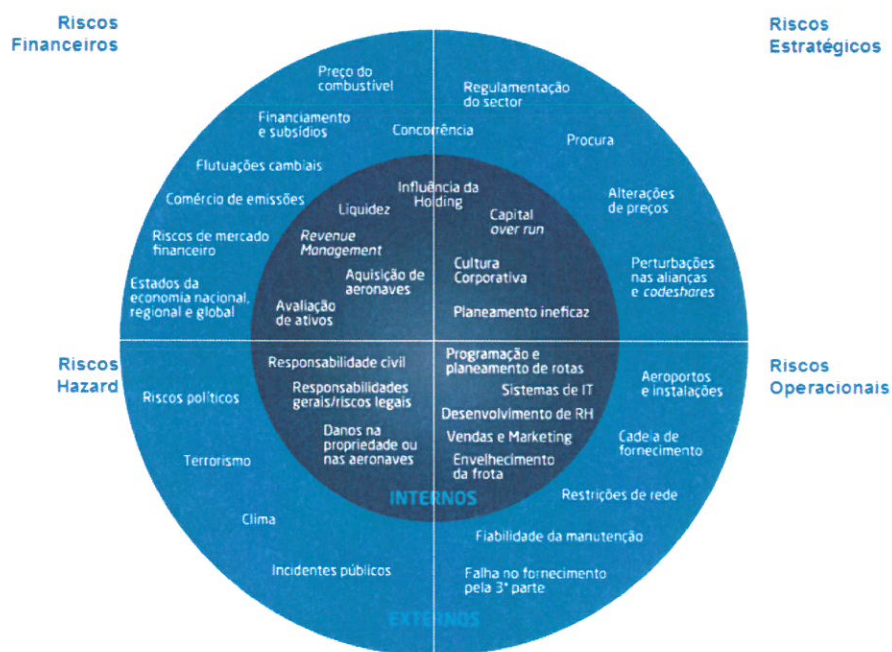 Riscos
Financeiros
Riscos
Estratégicos
Preço do
combustível
Financiamento
e subsídios
Concorrência
Flutuações cambiais
Comércio de emissões
Riscos de mercado
financeiro
Estados da
economia nacional,
regional e global
Regulamentação
do sector
Procura
Alterações
de preços
Perturbações
nas alianças
e codeshares
Influência da
Holding
Liquidez
Revenue
Management
Aquisição de
aeronaves
Avaliação
de ativos
Capital
over run
Cultura
Corporativa
Planeamento ineficaz
Riscos
Hazard
Riscos
Operacionais
Responsabilidade civil
Responsabilidades
gerais/riscos legais
Danos na
propriedade ou
nas aeronaves
Programação e
planeamento de rotas
Sistemas de IT
Desenvolvimento de RH
Vendas e Marketing
Envelhecimento
da frota
INTERNOS
Riscos políticos
Terrorismo
Clima
Incidentes públicos
Aeroportos
e instalações
Cadeia de
fornecimento
Restrições de rede
Fiabilidade da manutenção
Falha no fornecimento
pela 3ª parte
EXTERNOS